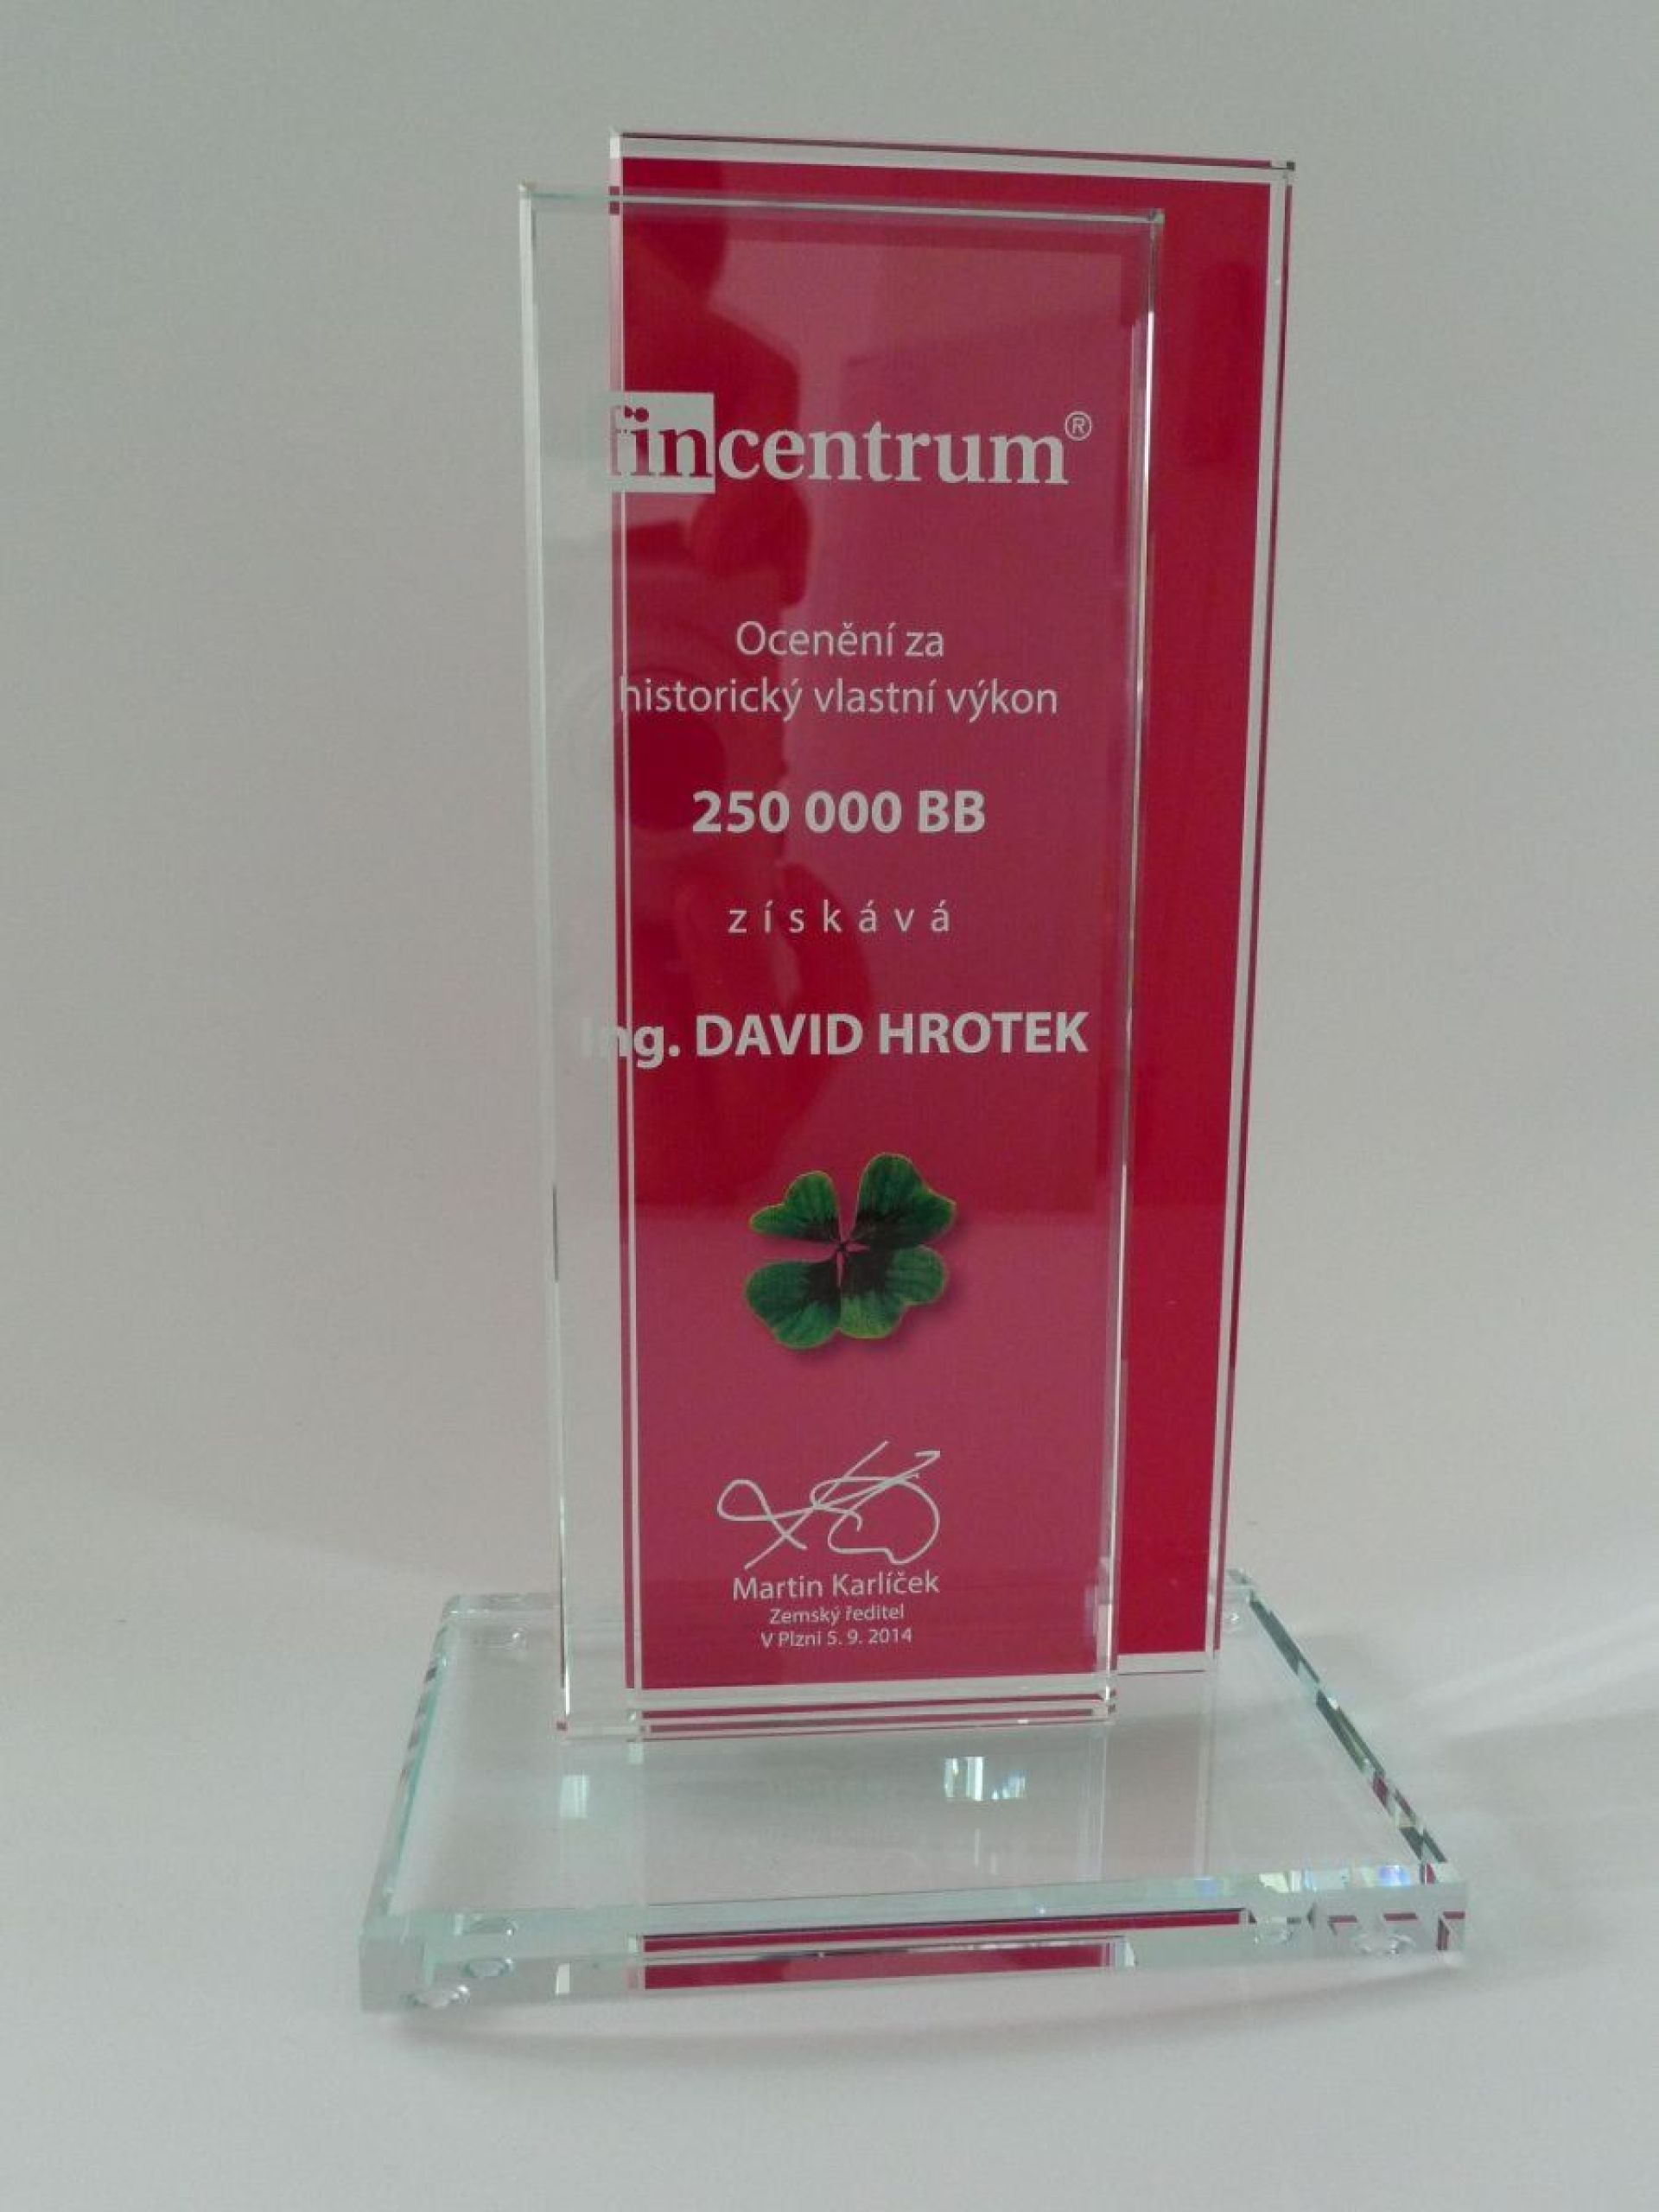 fincentrum®
Ocenění za
historický vlastní výkon
250 000 BB
získává
Ing. DAVID HROTEK
Martin Karlíček
Zemský ředitel
V Plzni 5. 9. 2014